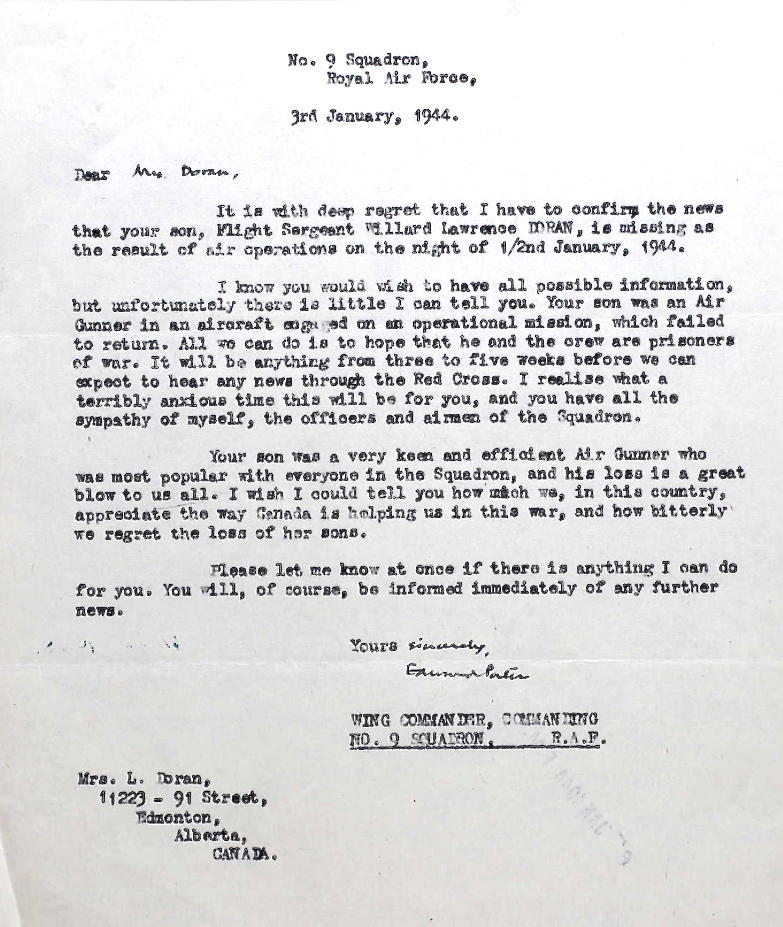 No. 9 Squadron,
Royal Air Force,
3rd January, 1944.
Dear Mrs. Doran,
It is with deep regret that I have to confirm the news
that your son, Flight Sergeant Willard Lawrence DORAN, is missing as
the result of air operations on the night of 1/2nd January, 1944.
I know you would wish to have all possible information,
but unfortunately there is little I can tell you. Your son was an Air
Gunner in an aircraft engaged on an operational mission, which failed
to return. All we can do is to hope that he and the crew are prisoners
of war. It will be anything from three to five weeks before we can
expect to hear any news through the Red Cross. I realise what a
terribly anxious time this will be for you, and you have all the
sympathy of myself, the officers and airmen of the Squadron.
Your son was a very keen and efficient Air Gunner who
was most popular with everyone in the Squadron, and his loss is a great
blow to us all. I wish I could tell you how much we, in this country,
appreciate the way Canada is helping us in this war, and how bitterly
we regret the loss of her sons.
Please let me know at once if there is anything I can do
for you. You will, of course, be informed immediately of any further
news.
Yours sincerely,
Edward Porter
WING COMMANDER, COMMANDING
NO. 9 SQUADRON, R.A.F.
Mrs. L. Doran,
11223 - 91 Street,
Edmonton,
Alberta,
CANADA.